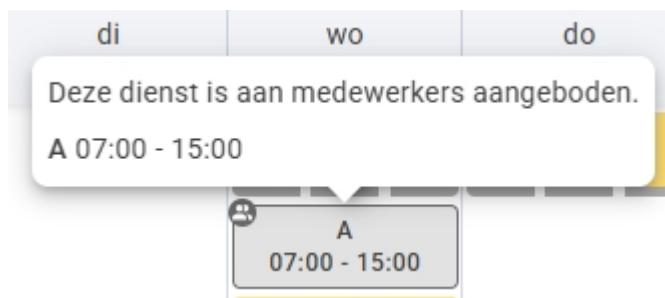 di
wo
do
Deze dienst is aan medewerkers aangeboden.
A 07:00 - 15:00
A
07:00 - 15:00